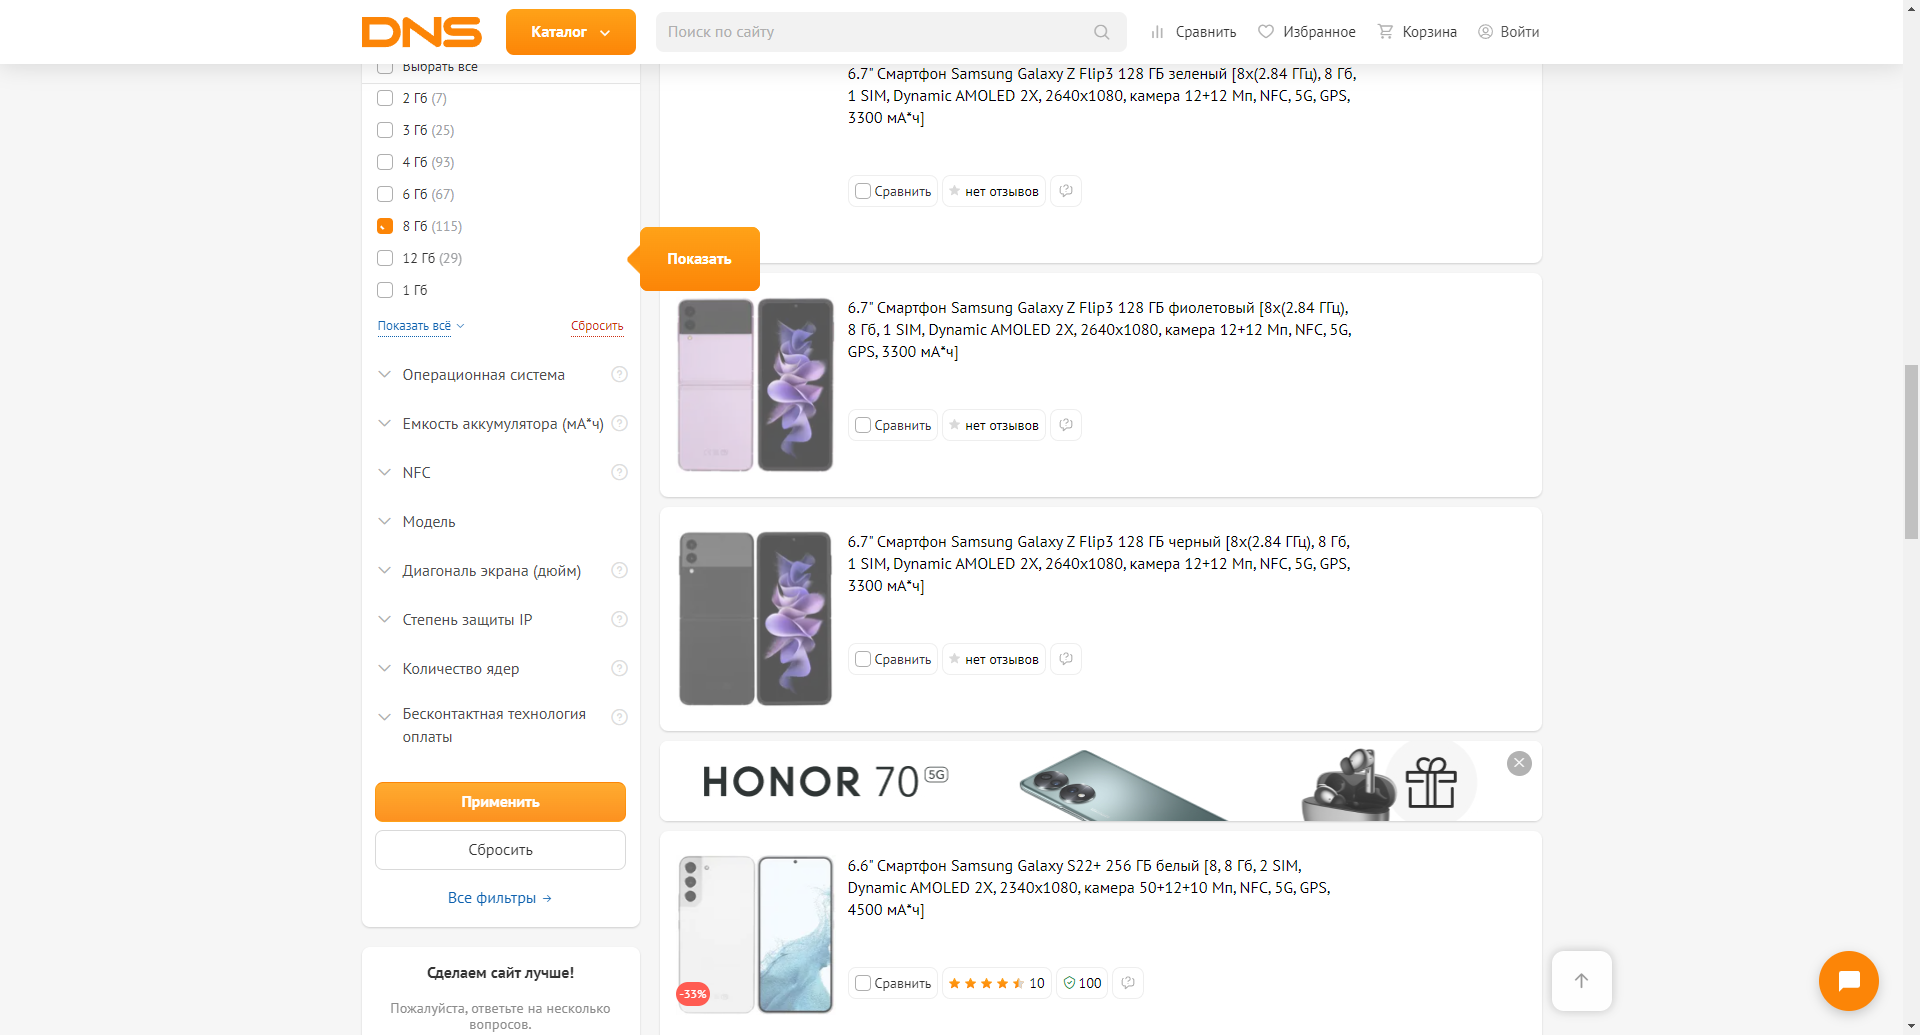 DNS
Каталог
Поиск по сайту
Сравнить
Избранное
Корзина
Войти
Выбрать все
2 Гб (7)
3 Гб (25)
4 Гб (93)
6 Гб (67)
8 Гб (115)
12 Гб (29)
1 Гб
Показать всё
Сбросить
Показать
Операционная система
Емкость аккумулятора (мА*ч)
NFC
Модель
Диагональ экрана (дюйм)
Степень защиты IP
Количество ядер
Бесконтактная технология
оплаты
Применить
Сбросить
Все фильтры →
Сделаем сайт лучше!
Пожалуйста, ответьте на несколько
вопросов.
6.7" Смартфон Samsung Galaxy Z Flip3 128 ГБ зеленый [8x(2.84 ГГц), 8 Гб,
1 SIM, Dynamic AMOLED 2X, 2640x1080, камера 12+12 Мп, NFC, 5G, GPS,
3300 мА*ч]
Сравнить
нет отзывов
6.7" Смартфон Samsung Galaxy Z Flip3 128 ГБ фиолетовый [8x(2.84 ГГц),
8 Гб, 1 SIM, Dynamic AMOLED 2X, 2640x1080, камера 12+12 Мп, NFC, 5G,
GPS, 3300 мА*ч]
Сравнить
нет отзывов
6.7" Смартфон Samsung Galaxy Z Flip3 128 ГБ черный [8x(2.84 ГГц), 8 Гб,
1 SIM, Dynamic AMOLED 2X, 2640x1080, камера 12+12 Мп, NFC, 5G, GPS,
3300 мА*ч]
Сравнить
нет отзывов
HONOR 70 5G
6.6" Смартфон Samsung Galaxy S22+ 256 ГБ белый [8, 8 Гб, 2 SIM,
Dynamic AMOLED 2X, 2340x1080, камера 50+12+10 Мп, NFC, 5G, GPS,
4500 мА*ч]
-33%
Сравнить
10
100